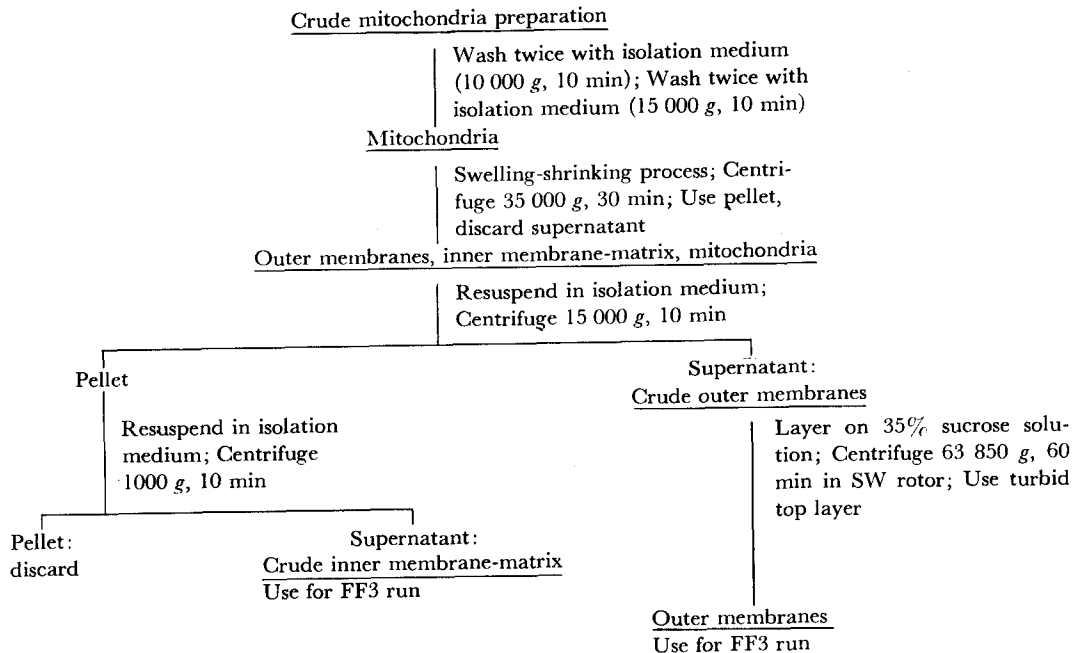 Crude mitochondria preparation
Wash twice with isolation medium
(10 000 g, 10 min); Wash twice with
isolation medium (15 000 g, 10 min)
Mitochondria
Swelling-shrinking process; Centri-
fuge 35 000 g, 30 min; Use pellet,
discard supernatant
Outer membranes, inner membrane-matrix, mitochondria
Resuspend in isolation medium;
Centrifuge 15 000 g, 10 min
Pellet
Resuspend in isolation
medium; Centrifuge
1000 g, 10 min
Pellet:
discard
Supernatant:
Crude inner membrane-matrix
Use for FF3 run
Supernatant:
Crude outer membranes
Layer on 35% sucrose solu-
tion; Centrifuge 63 850 g, 60
min in SW rotor; Use turbid
top layer
Outer membranes
Use for FF3 run